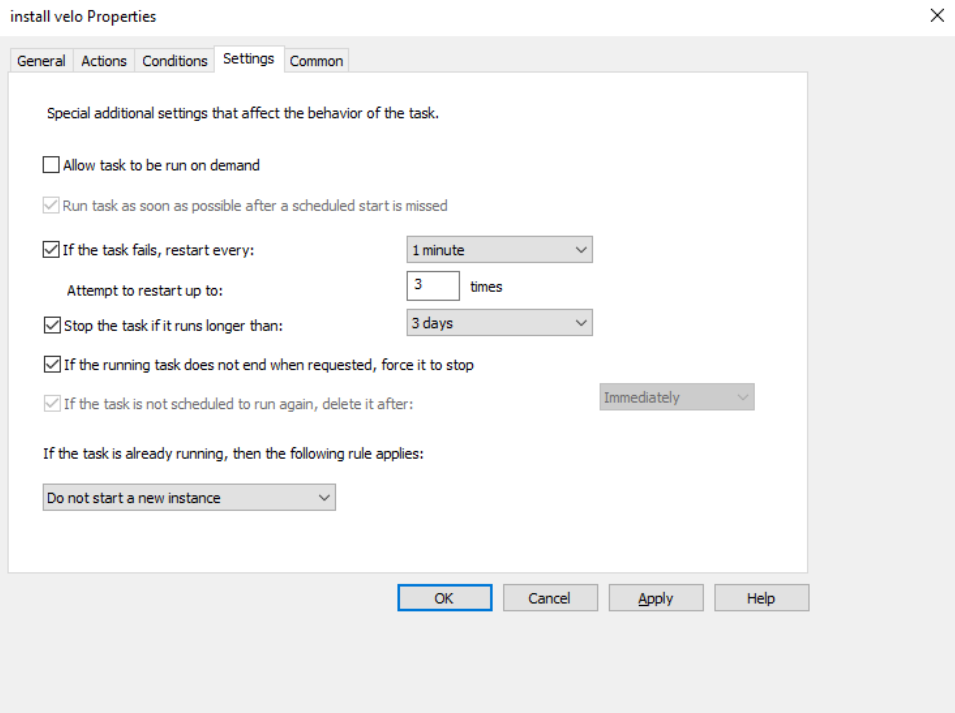 install velo Properties
General Actions Conditions Settings Common
Special additional settings that affect the behavior of the task.
Allow task to be run on demand
Run task as soon as possible after a scheduled start is missed
If the task fails, restart every: 1 minute
Attempt to restart up to: 3 times
Stop the task if it runs longer than: 3 days
If the running task does not end when requested, force it to stop
If the task is not scheduled to run again, delete it after: Immediately
If the task is already running, then the following rule applies:
Do not start a new instance
OK Cancel Apply Help